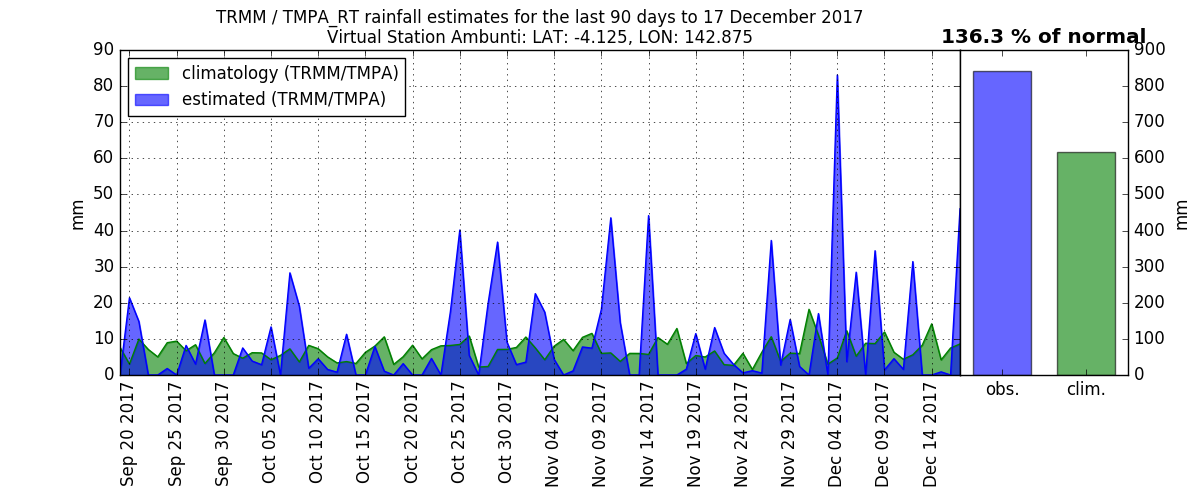 TRMM / TMPA_RT rainfall estimates for the last 90 days to 17 December 2017
Virtual Station Ambunti: LAT: -4.125, LON: 142.875
136.3 % of normal
climatology (TRMM/TMPA)
estimated (TRMM/TMPA)
mm
90
80
70
60
50
40
30
20
10
0
900
800
700
600
500
400
300
200
100
0
mm
Sep 20 2017
Sep 25 2017
Sep 30 2017
Oct 05 2017
Oct 10 2017
Oct 15 2017
Oct 20 2017
Oct 25 2017
Oct 30 2017
Nov 04 2017
Nov 09 2017
Nov 14 2017
Nov 19 2017
Nov 24 2017
Nov 29 2017
Dec 04 2017
Dec 09 2017
Dec 14 2017
obs.
clim.